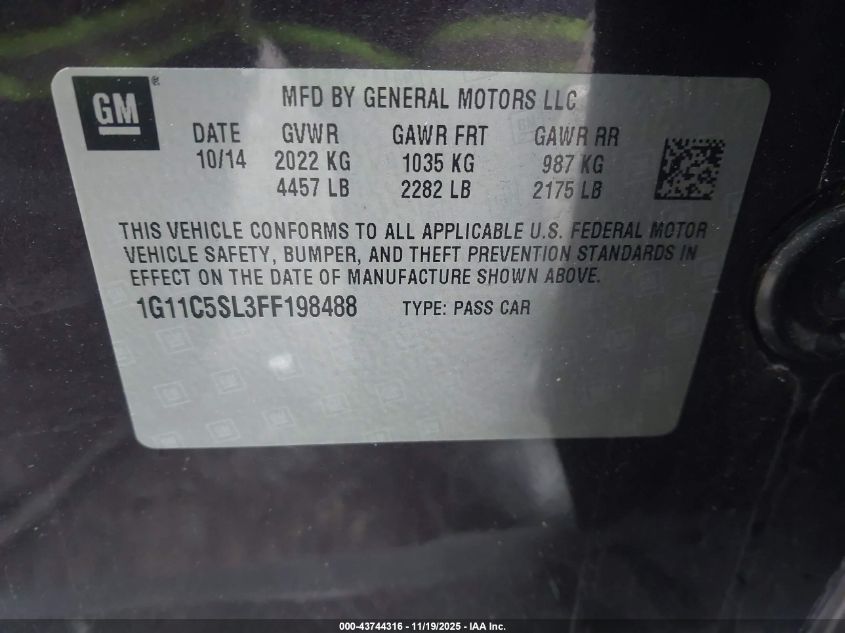 GM ®
MFD BY GENERAL MOTORS LLC
DATE GVWR GAWR FRT GAWR RR
10/14 2022 KG 1035 KG 987 KG
4457 LB 2282 LB 2175 LB
THIS VEHICLE CONFORMS TO ALL APPLICABLE U.S. FEDERAL MOTOR
VEHICLE SAFETY, BUMPER, AND THEFT PREVENTION STANDARDS IN
EFFECT ON THE DATE OF MANUFACTURE SHOWN ABOVE.
1G11C5SL3FF198488 TYPE: PASS CAR
000-43744316 - 11/19/2025 - IAA Inc.